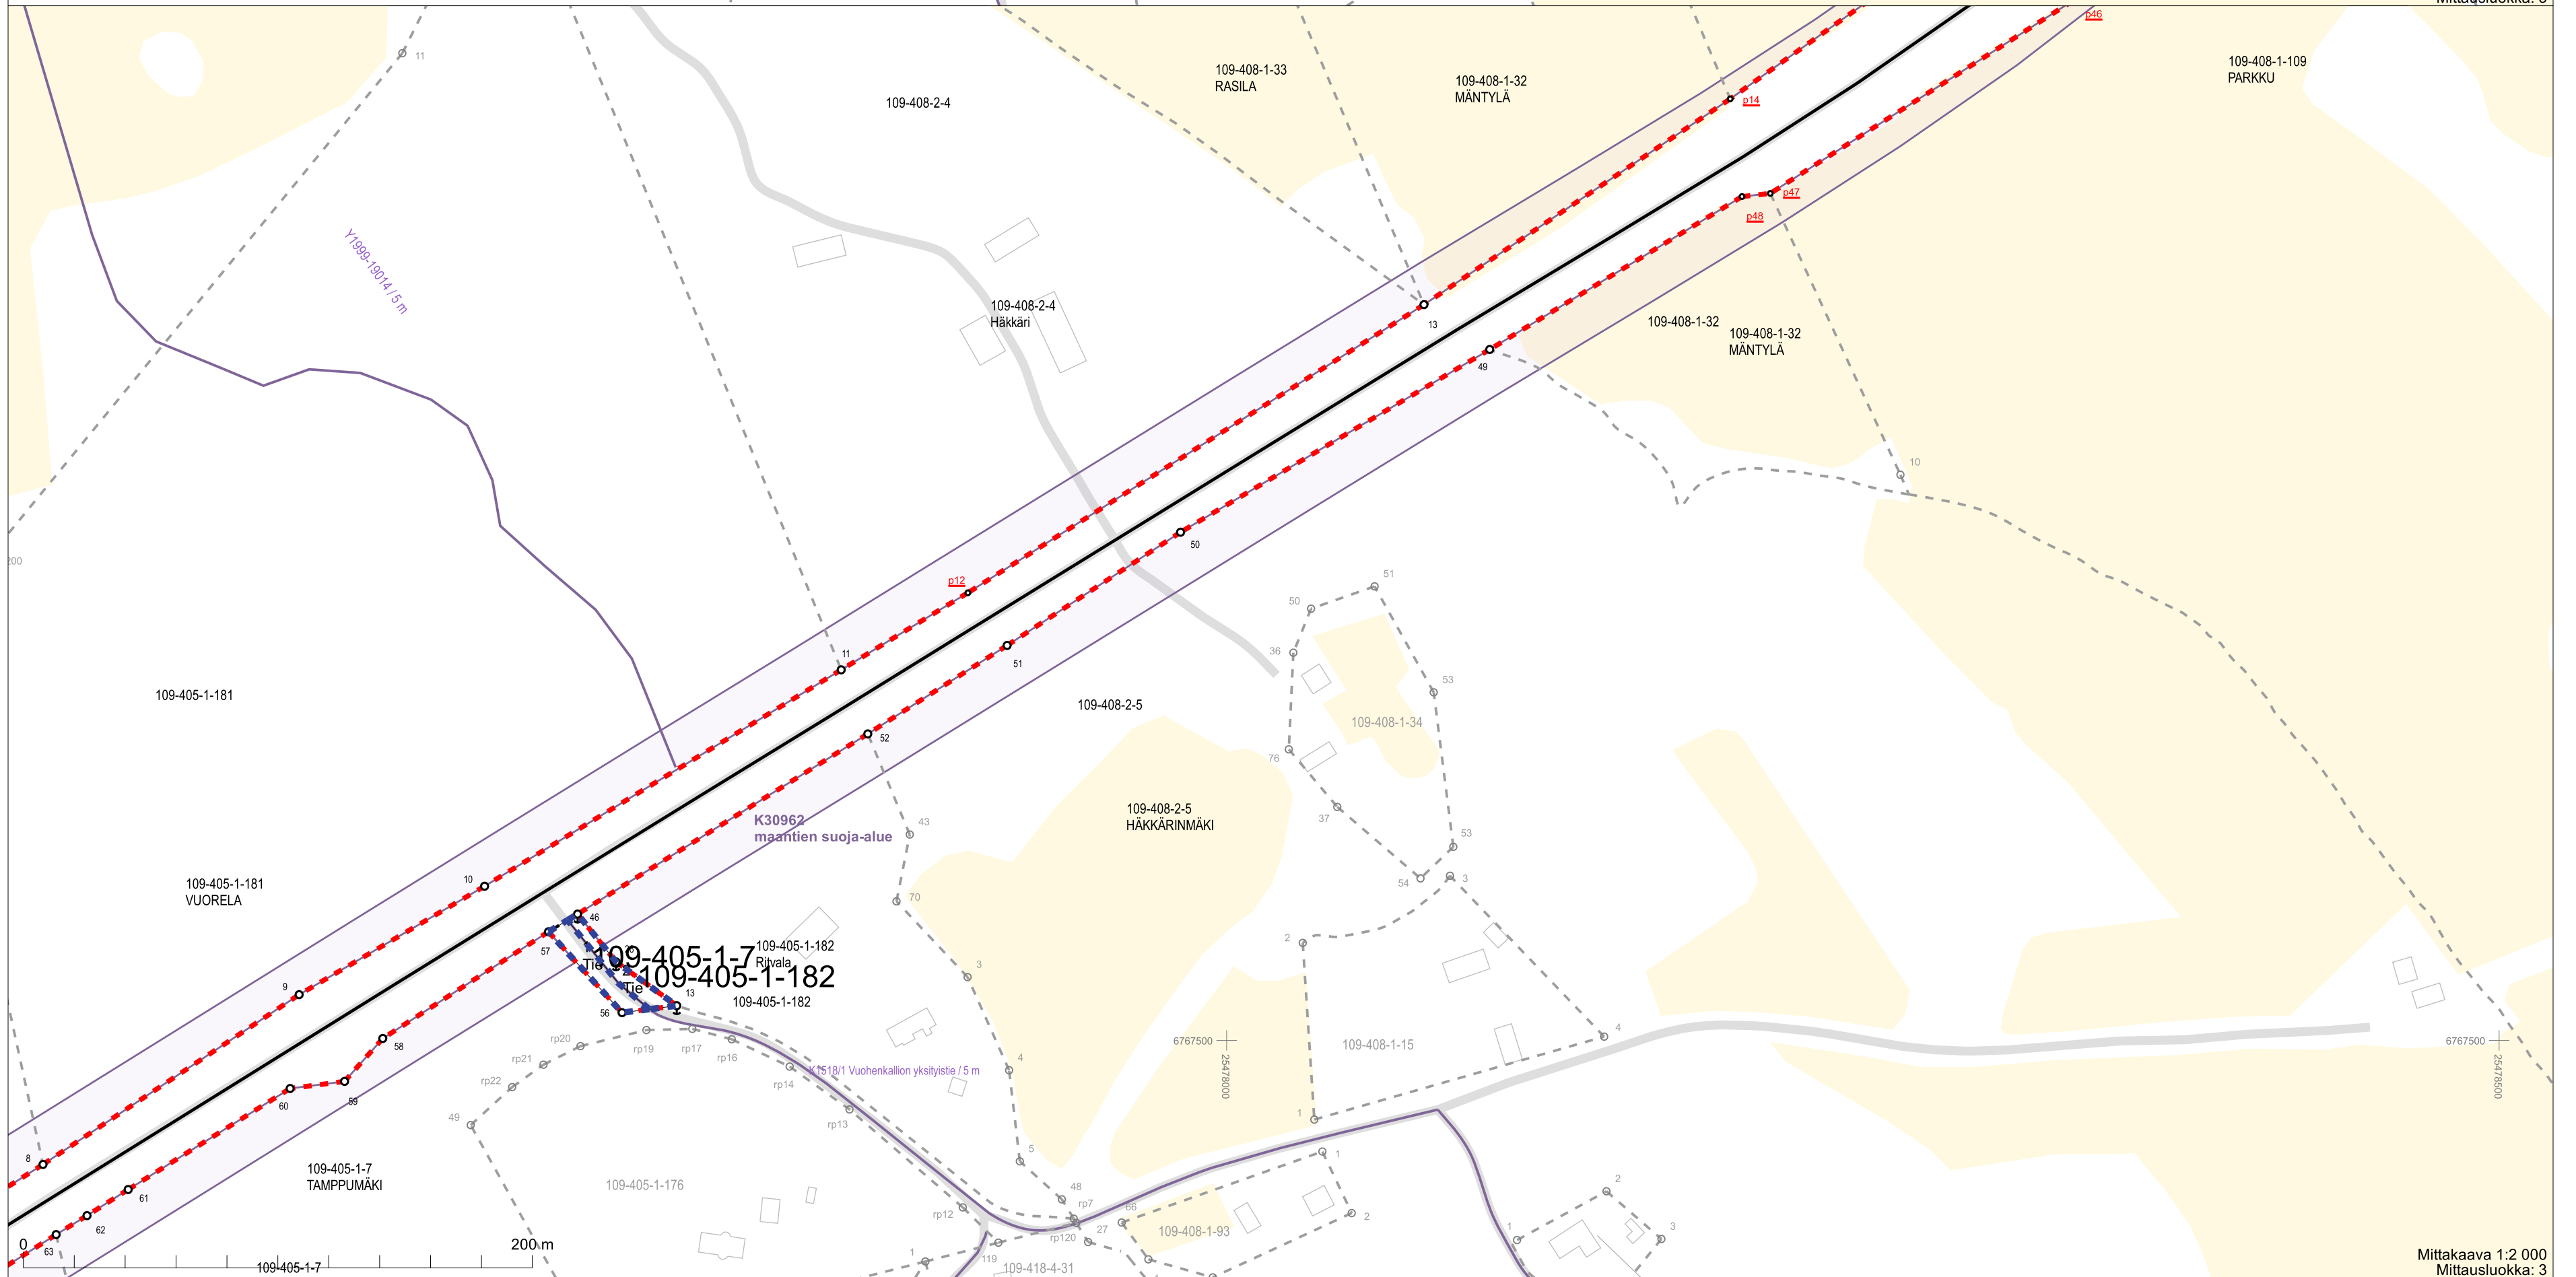 Mittausluokka: 3
p46
11
109-408-1-33
RASILA
109-408-1-32
MÄNTYLÄ
109-408-1-109
PARKKU
109-408-2-4
p14
p47
p48
Y1999-19014 / 5 m
109-408-2-4
Häkkäri
13
109-408-1-32
109-408-1-32
MÄNTYLÄ
49
10
50
200
p12
51
50
36
11
51
53
109-405-1-181
109-408-2-5
109-408-1-34
52
76
K30962
maantien suoja-alue
109-408-2-5
HÄKKÄRINMÄKI
37
43
53
109-405-1-181
VUORELA
10
54
3
70
46
57
2
109-405-1-182
Ritvala
Tie
109-405-1-7
3
Tie
109-405-1-182
9
13
109-405-1-182
56
4
6767500
25478000
109-408-1-15
6767500
25478500
58
rp20
rp19
rp17
rp16
rp21
rp22
rp14
K1518/1 Vuohenkallion yksityistie / 5 m
4
60
59
49
rp13
1
8
5
1
109-405-1-7
TAMPPUMÄKI
109-405-1-176
61
48
rp7
66
2
rp12
62
27
109-408-1-93
2
1
3
63
0
200 m
rp120
119
1
109-418-4-31
109-405-1-7
Mittakaava 1:2 000
Mittausluokka: 3